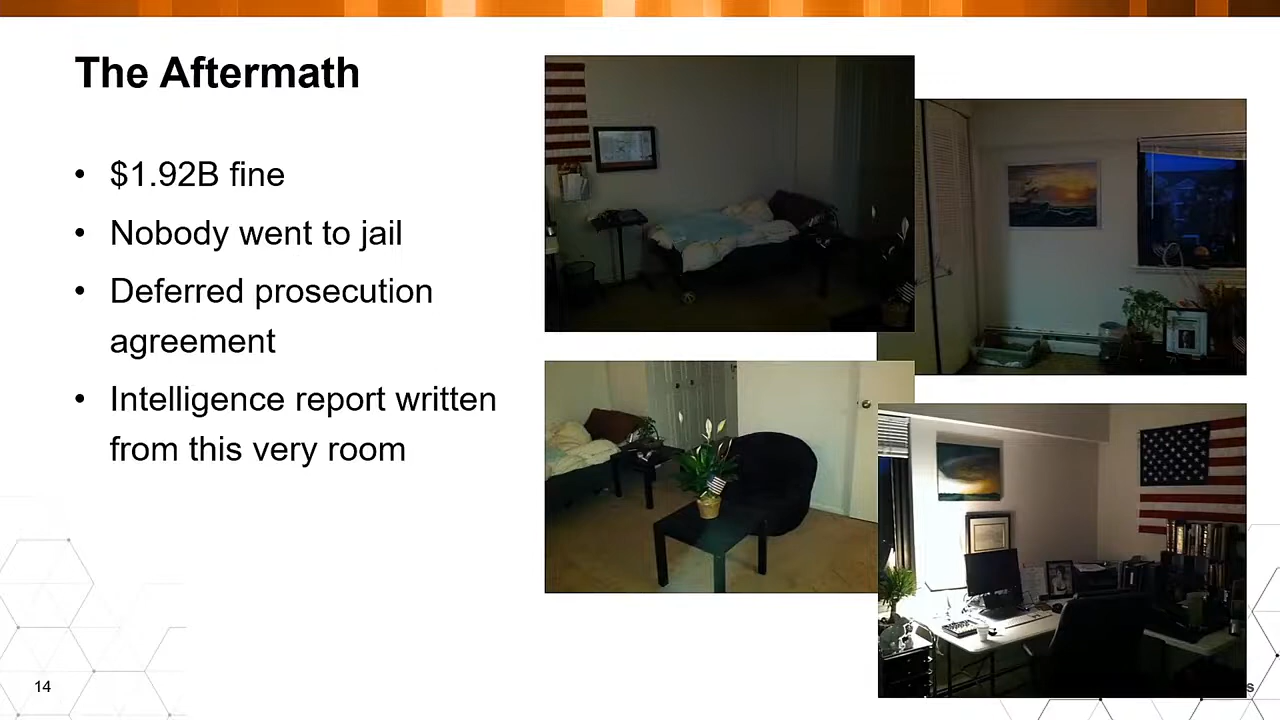 The Aftermath
• $1.92B fine
• Nobody went to jail
• Deferred prosecution
agreement
• Intelligence report written
from this very room
14
s